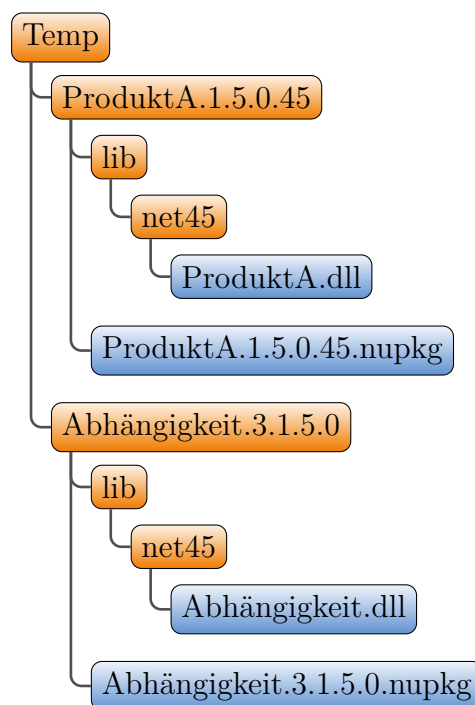 Temp
ProduktA.1.5.0.45
lib
net45
ProduktA.dll
ProduktA.1.5.0.45.nupkg
Abhängigkeit.3.1.5.0
lib
net45
Abhängigkeit.dll
Abhängigkeit.3.1.5.0.nupkg